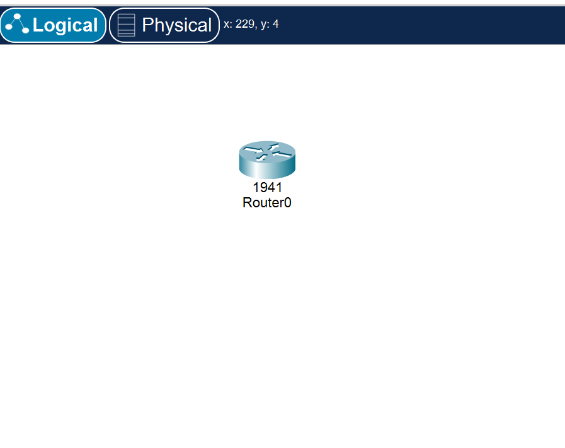 Logical
Physical
x: 229, y: 4
1941
Router0